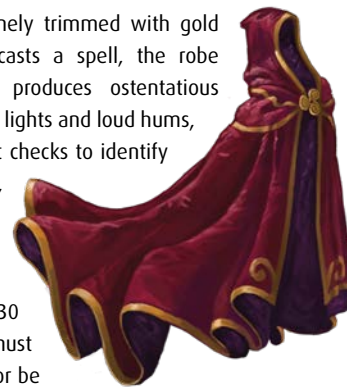 nely trimmed with gold
casts a spell, the robe
produces ostentatious
lights and loud hums,
checks to identify
30
or be